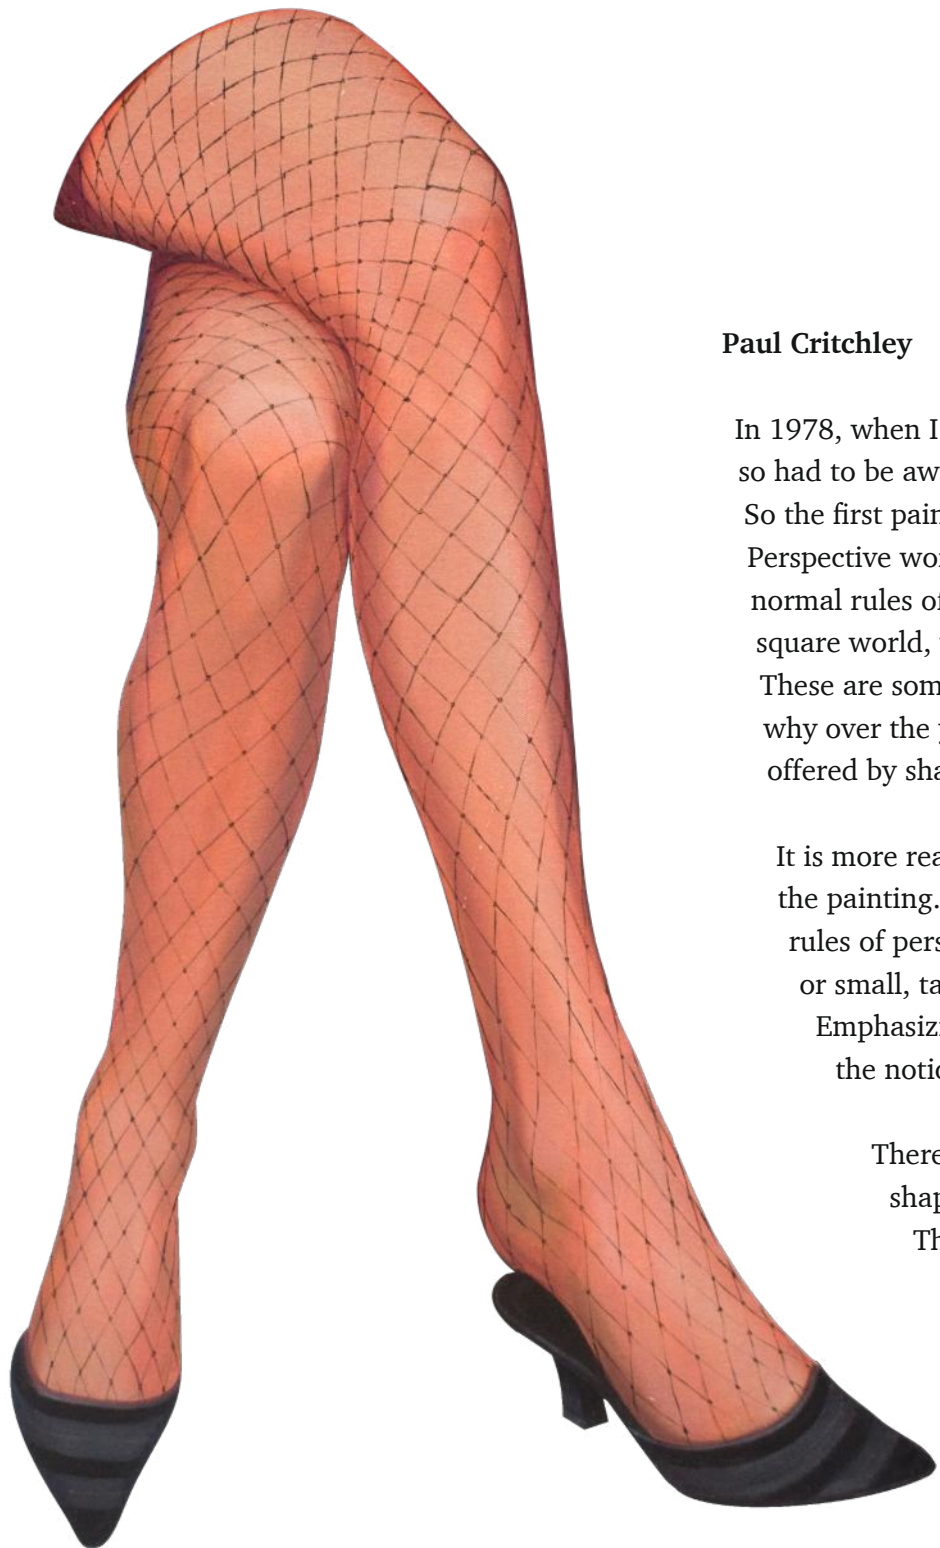 Paul Critchley
In 1978, when I
so had to be aw
So the first pain
Perspective wor
normal rules of
square world,
These are som
why over the
offered by sha
It is more rea
the painting.
rules of pers
or small, ta
Emphasizi
the notic
There
shap
Th